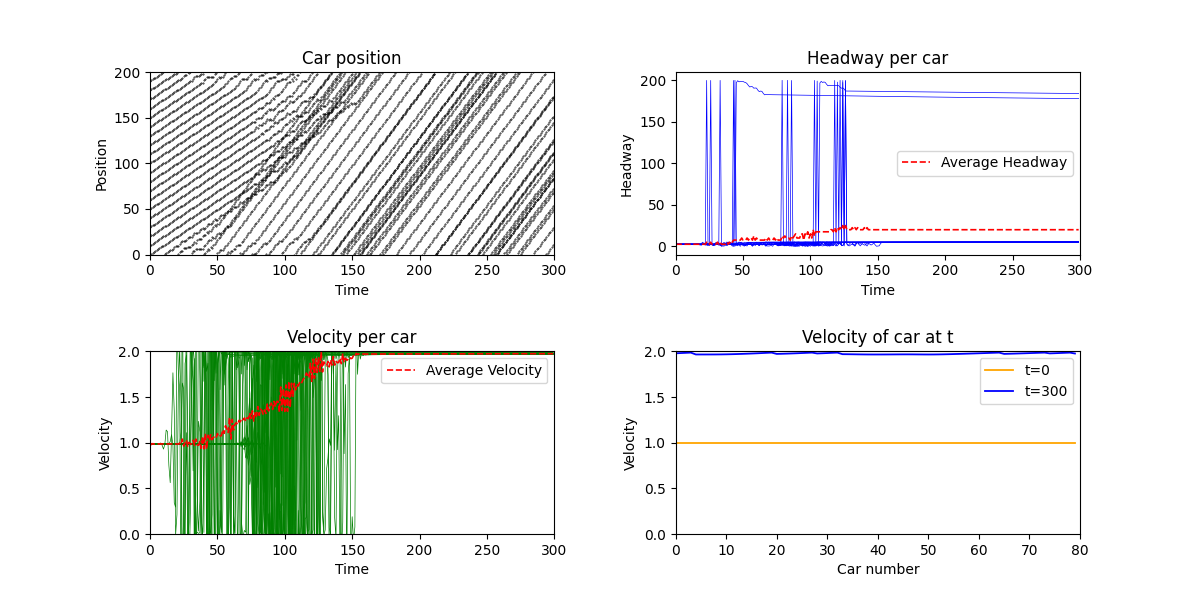 Car position
200
150
100
50
0
Position
0 50 100 150 200 250 300
Time
Headway per car
200
150
100
50
0
Headway
Average Headway
0 50 100 150 200 250 300
Time
Velocity per car
2.0
1.5
1.0
0.5
0.0
Velocity
Average Velocity
0 50 100 150 200 250 300
Time
Velocity of car at t
2.0
1.5
1.0
0.5
0.0
Velocity
t=0
t=300
0 10 20 30 40 50 60 70 80
Car number